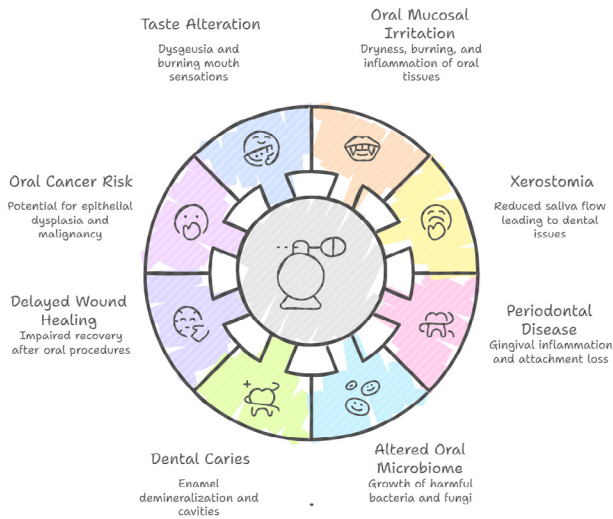 Taste Alteration
Dysgeusia and
burning mouth
sensations
Oral Mucosal
Irritation
Dryness, burning, and
inflammation of oral
tissues
Oral Cancer Risk
Potential for epithelial
dysplasia and
malignancy
Xerostomia
Reduced saliva flow
leading to dental
issues
Delayed Wound
Healing
Impaired recovery
after oral procedures
Periodontal
Disease
Gingival inflammation
and attachment loss
Dental Caries
Enamel
demineralization and
cavities
Altered Oral
Microbiome
Growth of harmful
bacteria and fungi